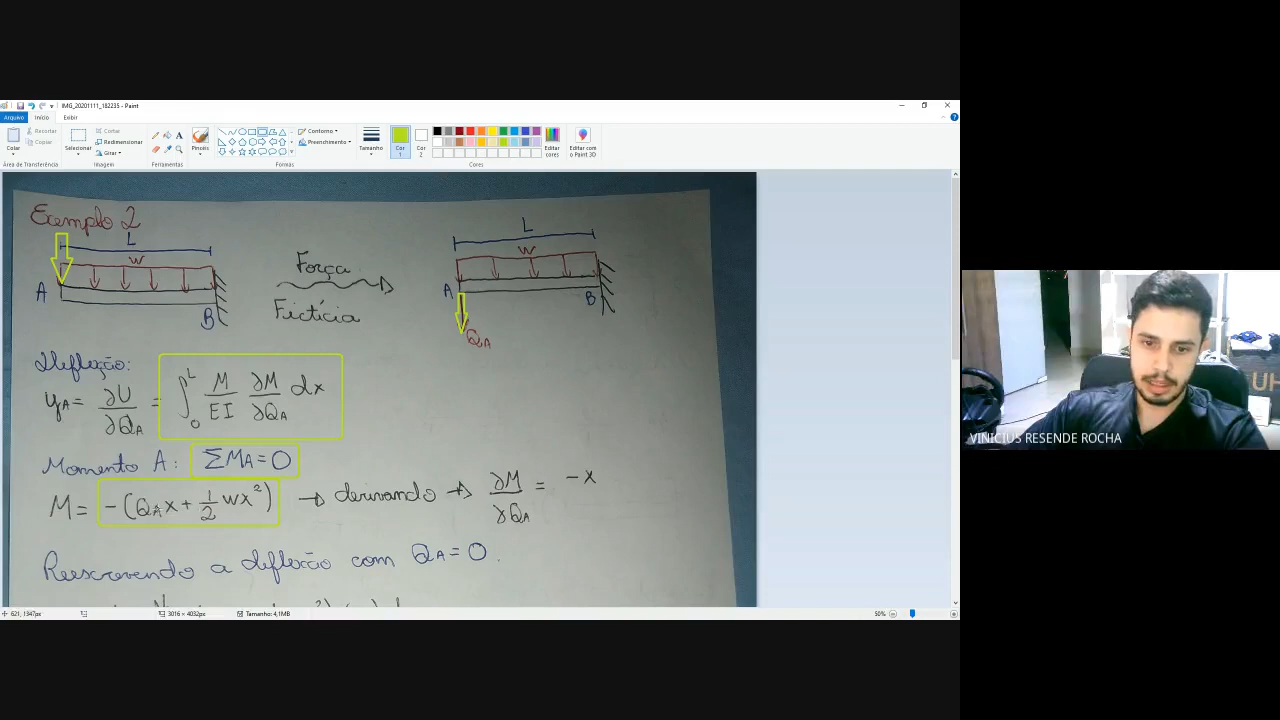 IMG_20201111_182235 - Paint
Arquivo Início Exibir
Colar
Recortar
Copiar
Área de Transferência
Selecionar
Cortar
Redimensionar
Girar
Imagem
Ferramentas
Pincéis
Contorno
Preenchimento
Formas
Tamanho
Cor 1
Cor 2
Editar cores
Editar com o Paint 3D
Cores
Exemplo 2
L
w
A
B
Força
Fictícia
L
w
A
B
QA
Deflexão:
yA = ∂U/∂QA = ∫₀ᴸ M/EI ∂M/∂QA dx
Momento A: ΣMA = 0
M = -(QAx + 1/2 wx²) → derivando → ∂M/∂QA = -x
Reescrevendo a deflexão com QA = 0.
UH
VINICIUS RESENDE ROCHA
621, 1347px
3016 × 4032px
Tamanho: 4,1MB
50%